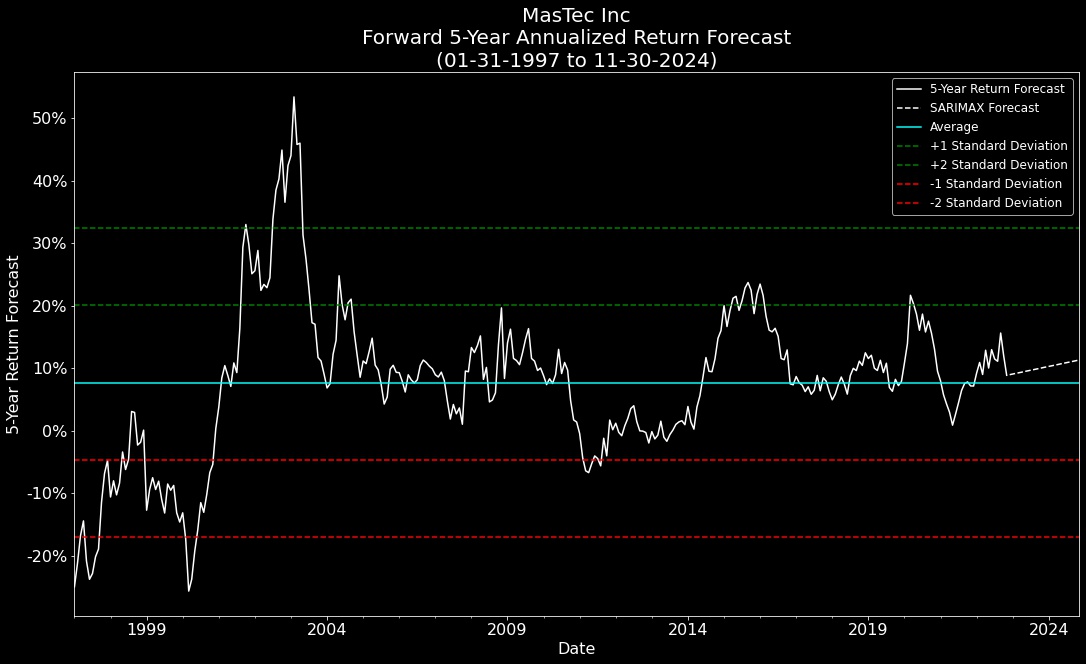 MasTec Inc
Forward 5-Year Annualized Return Forecast
(01-31-1997 to 11-30-2024)
5-Year Return Forecast
SARIMAX Forecast
Average
+1 Standard Deviation
+2 Standard Deviation
-1 Standard Deviation
-2 Standard Deviation
5-Year Return Forecast
50%
40%
30%
20%
10%
0%
-10%
-20%
1999
2004
2009
2014
2019
2024
Date